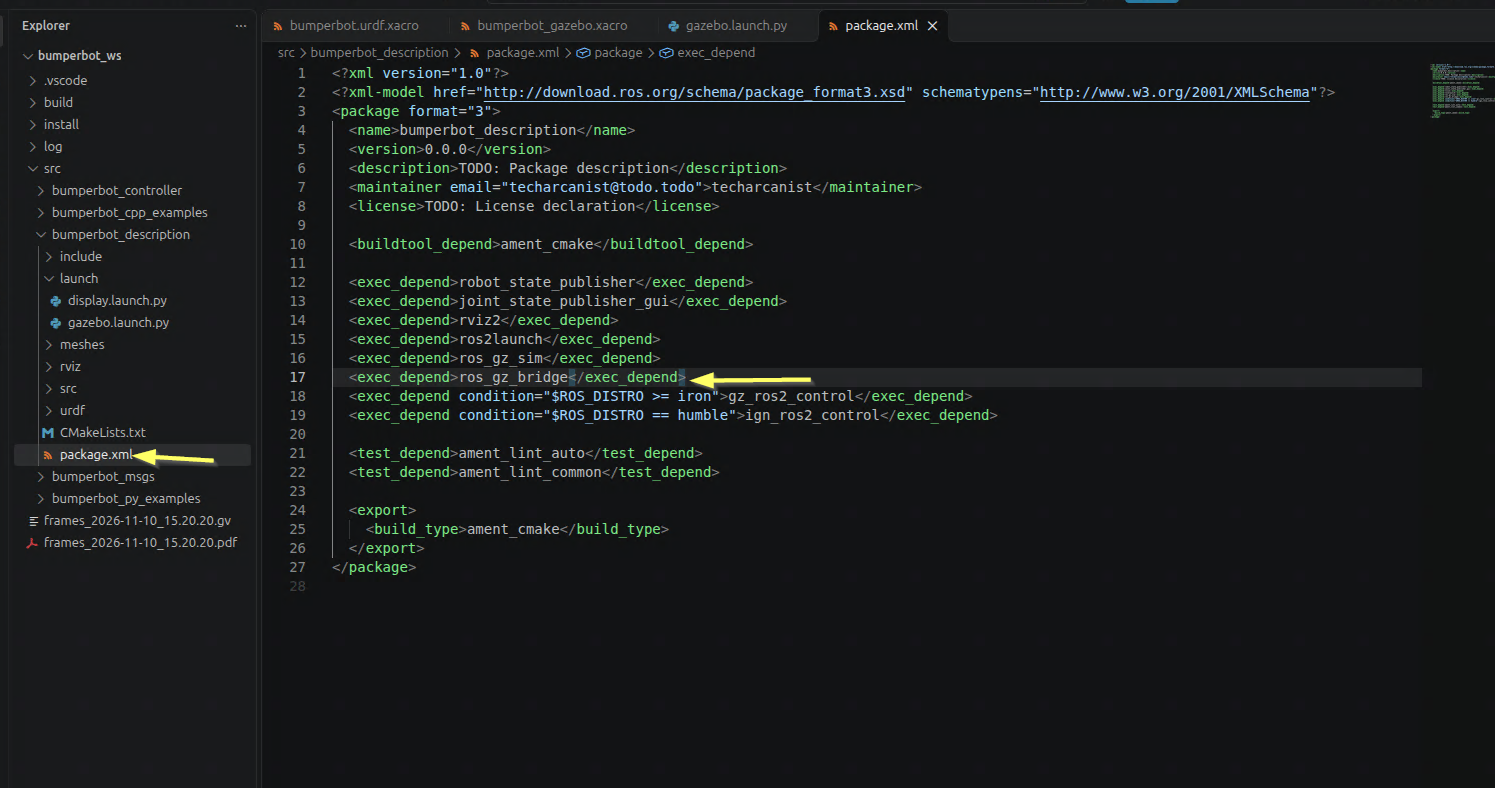 Explorer
bumperbot_ws
.vscode
build
install
log
src
bumperbot_controller
bumperbot_cpp_examples
bumperbot_description
include
launch
display.launch.py
gazebo.launch.py
meshes
rviz
src
urdf
CMakeLists.txt
package.xml
bumperbot_msgs
bumperbot_py_examples
frames_2026-11-10_15.20.20.gv
frames_2026-11-10_15.20.20.pdf
bumperbot.urdf.xacro bumperbot_gazebo.xacro gazebo.launch.py package.xml
src > bumperbot_description > package.xml > package > exec_depend
1 <?xml version="1.0"?>
2 <?xml-model href="http://download.ros.org/schema/package_format3.xsd" schematypens="http://www.w3.org/2001/XMLSchema"?>
3 <package format="3">
4 <name>bumperbot_description</name>
5 <version>0.0.0</version>
6 <description>TODO: Package description</description>
7 <maintainer email="techarcanist@todo.todo">techarcanist</maintainer>
8 <license>TODO: License declaration</license>
9
10 <buildtool_depend>ament_cmake</buildtool_depend>
11
12 <exec_depend>robot_state_publisher</exec_depend>
13 <exec_depend>joint_state_publisher_gui</exec_depend>
14 <exec_depend>rviz2</exec_depend>
15 <exec_depend>ros2launch</exec_depend>
16 <exec_depend>ros_gz_sim</exec_depend>
17 <exec_depend>ros_gz_bridge</exec_depend>
18 <exec_depend condition="$ROS_DISTRO >= iron">gz_ros2_control</exec_depend>
19 <exec_depend condition="$ROS_DISTRO == humble">ign_ros2_control</exec_depend>
20
21 <test_depend>ament_lint_auto</test_depend>
22 <test_depend>ament_lint_common</test_depend>
23
24 <export>
25 <build_type>ament_cmake</build_type>
26 </export>
27 </package>
28